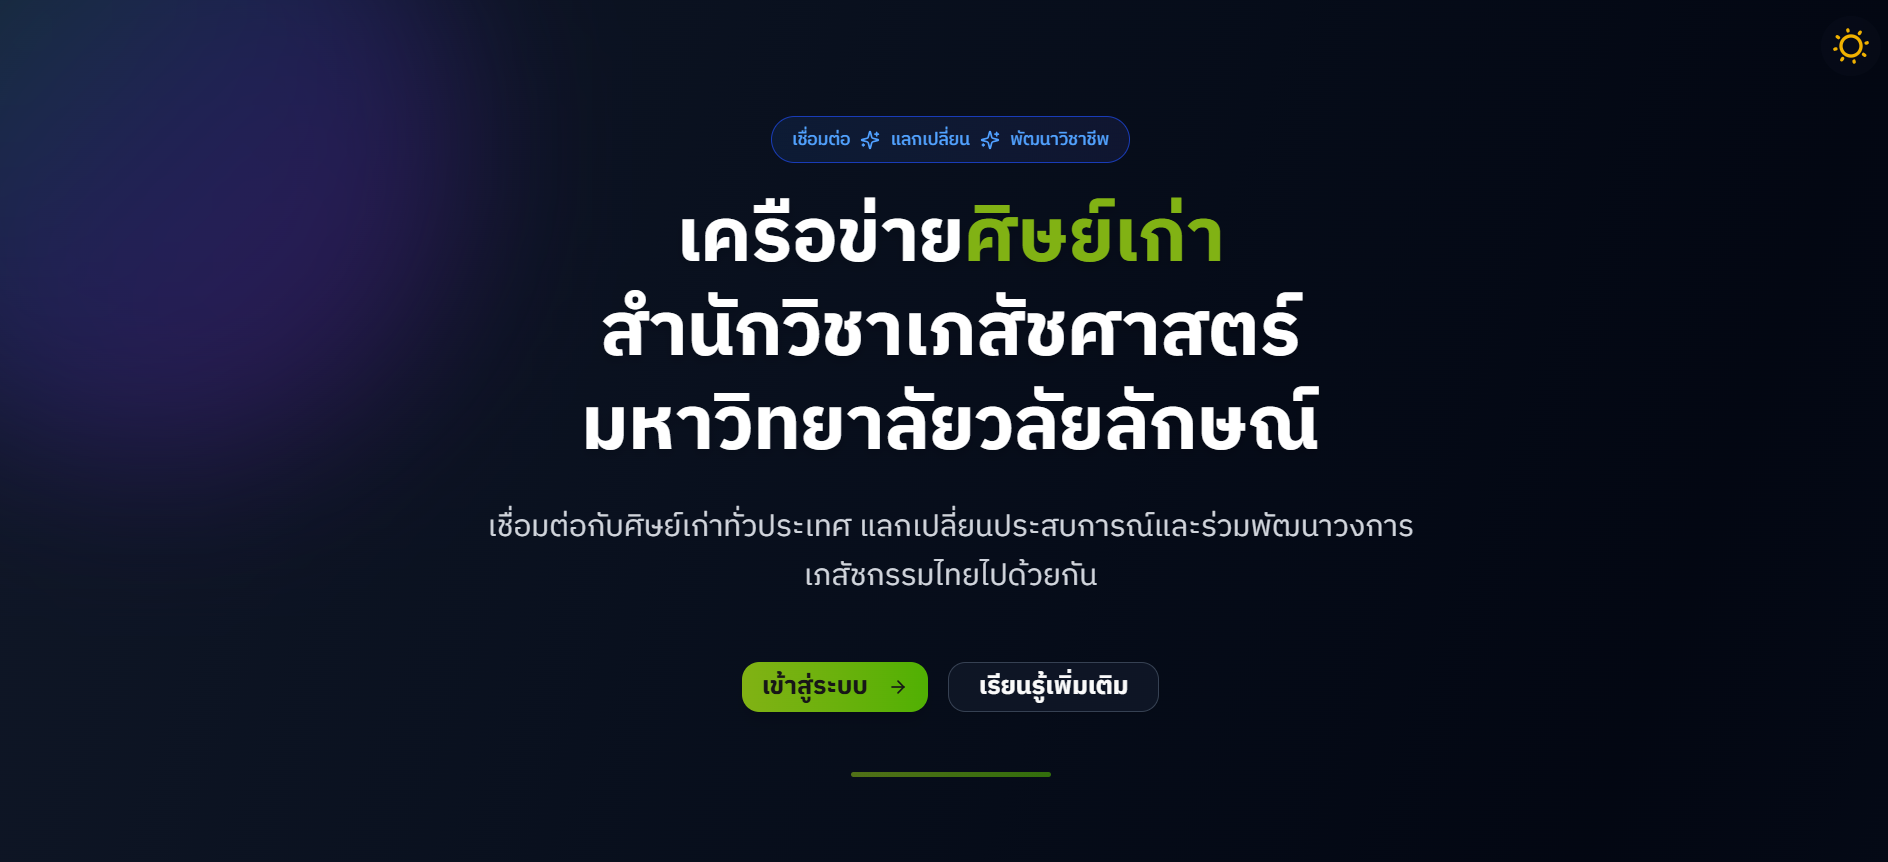 เชื่อมต่อ แลกเปลี่ยน พัฒนาวิชาชีพ
เครือข่ายศิษย์เก่า
สำนักวิชาเภสัชศาสตร์
มหาวิทยาลัยวลัยลักษณ์
เชื่อมต่อกับศิษย์เก่าทั่วประเทศ แลกเปลี่ยนประสบการณ์และร่วมพัฒนาวงการ
เภสัชกรรมไทยไปด้วยกัน
เข้าสู่ระบบ →
เรียนรู้เพิ่มเติม